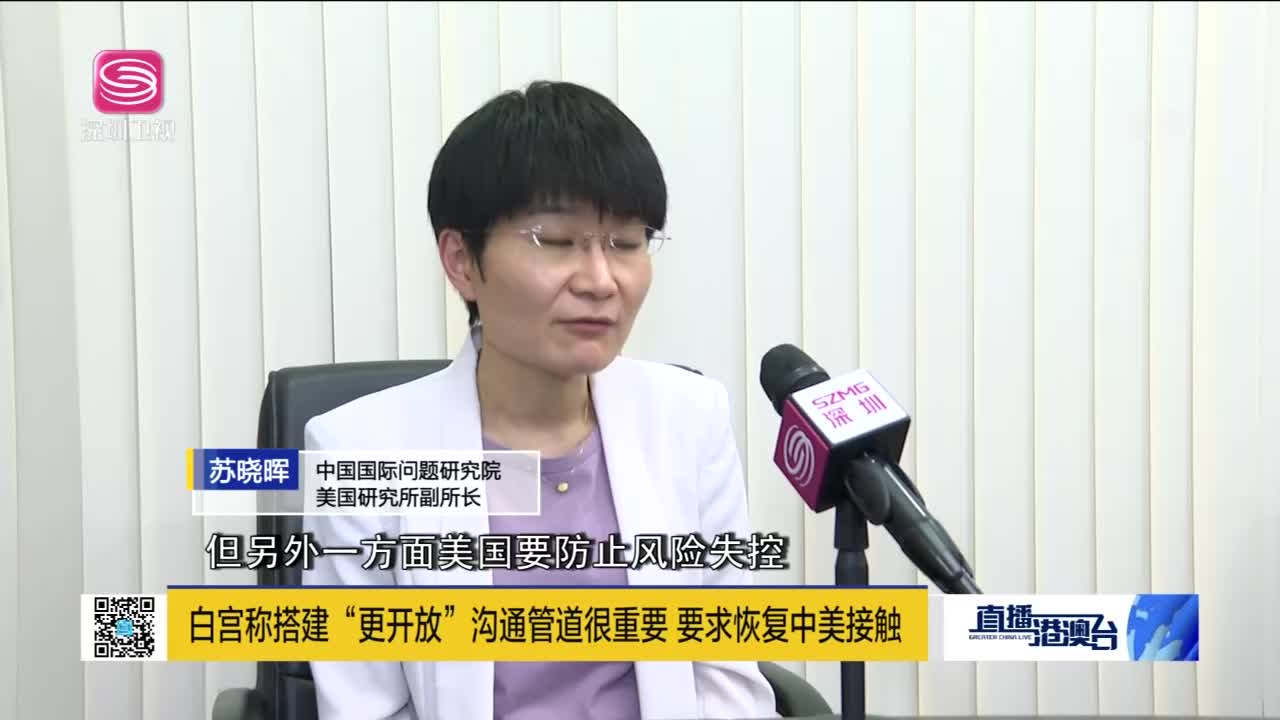 深圳卫视
SZMG
深圳
苏晓晖
中国国际问题研究院
美国研究所副所长
但另外一方面美国要防止风险失控
白宫称搭建“更开放”沟通管道很重要 要求恢复中美接触
直播港澳台
GREATER CHINA LIVE